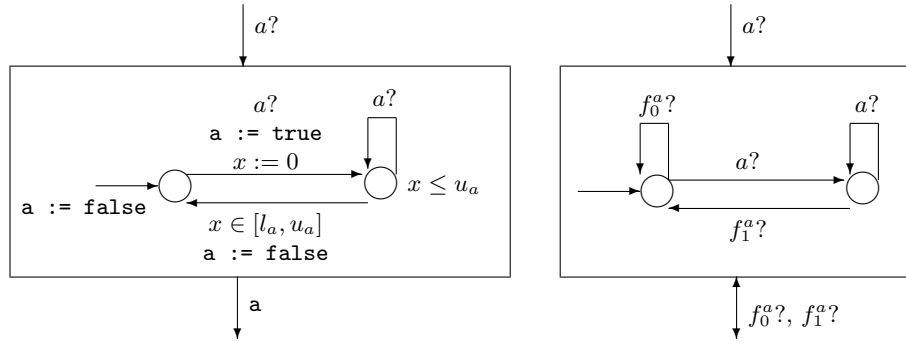 a?
a?
a := true
x := 0
a?
x ≤ u_a
a := false
x ∈ [l_a, u_a]
a := false
a
a?
f_0^a?
a?
a?
f_1^a?
f_0^a?, f_1^a?